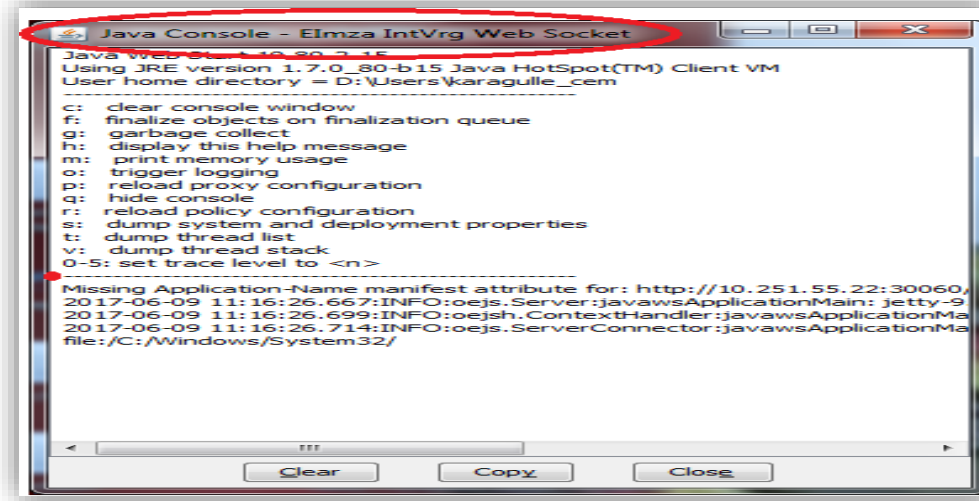 Java Console - EImza IntVrg Web Socket
Java Web Start 10.80.2.15
Using JRE version 1.7.0_80-b15 Java HotSpot(TM) Client VM
User home directory = D:\Users\karagulle_cem
----------------------------------------------------
c:   clear console window
f:   finalize objects on finalization queue
g:   garbage collect
h:   display this help message
m:   print memory usage
o:   trigger logging
p:   reload proxy configuration
q:   hide console
r:   reload policy configuration
s:   dump system and deployment properties
t:   dump thread list
v:   dump thread stack
0-5: set trace level to <n>
----------------------------------------------------
Missing Application-Name manifest attribute for: http://10.251.55.22:30060/
2017-06-09 11:16:26.667:INFO:oejs.Server:javawsApplicationMain: jetty-9
2017-06-09 11:16:26.699:INFO:oejsh.ContextHandler:javawsApplicationMa
2017-06-09 11:16:26.714:INFO:oejs.ServerConnector:javawsApplicationMa
file:/C:/Windows/System32/
Clear Copy Close